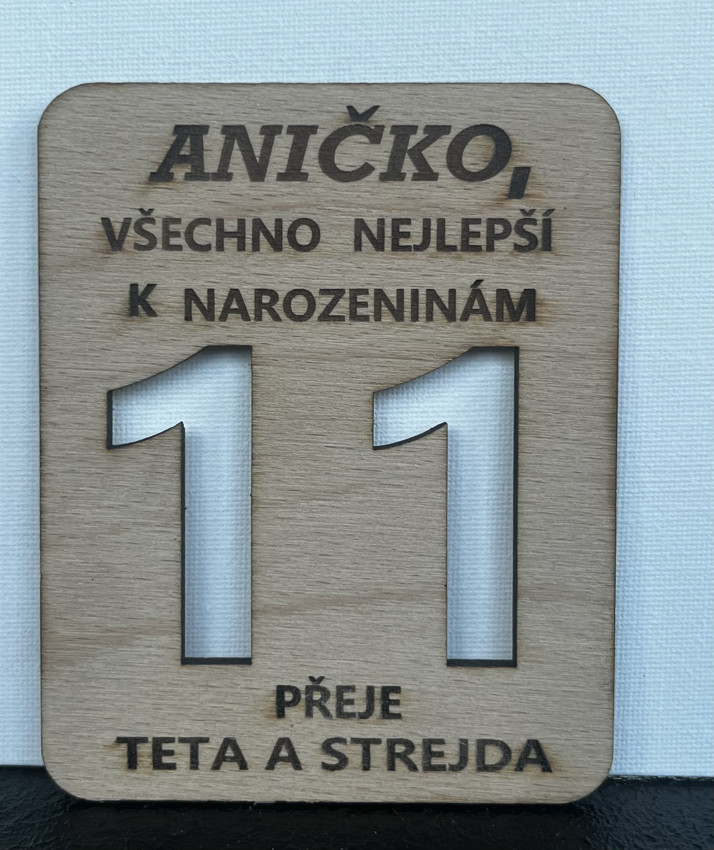 ANIČKO,
VŠECHNO NEJLEPŠÍ
K NAROZENINÁM
11
PŘEJE
TETA A STREJDA